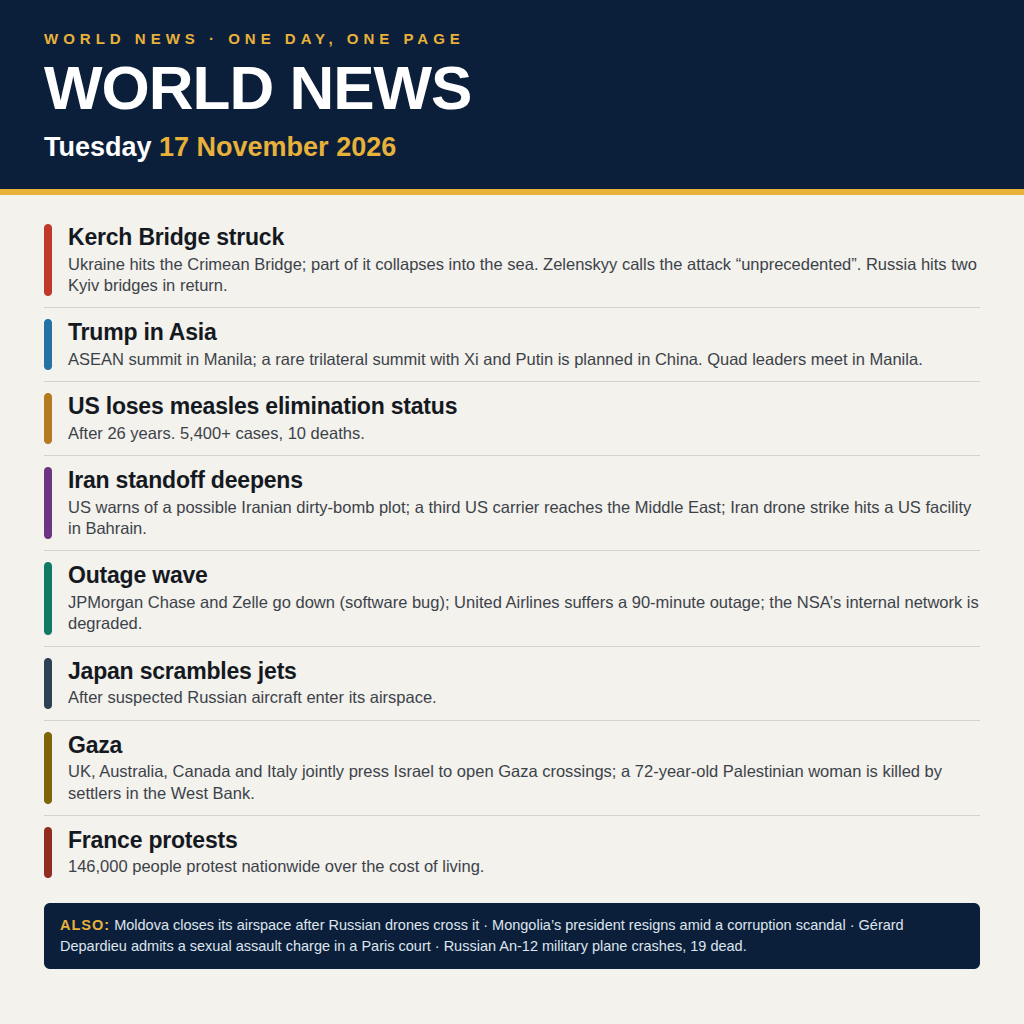 WORLD NEWS · ONE DAY, ONE PAGE
WORLD NEWS
Tuesday 17 November 2026
Kerch Bridge struck
Ukraine hits the Crimean Bridge; part of it collapses into the sea. Zelenskyy calls the attack “unprecedented”. Russia hits two
Kyiv bridges in return.
Trump in Asia
ASEAN summit in Manila; a rare trilateral summit with Xi and Putin is planned in China. Quad leaders meet in Manila.
US loses measles elimination status
After 26 years. 5,400+ cases, 10 deaths.
Iran standoff deepens
US warns of a possible Iranian dirty-bomb plot; a third US carrier reaches the Middle East; Iran drone strike hits a US facility
in Bahrain.
Outage wave
JPMorgan Chase and Zelle go down (software bug); United Airlines suffers a 90-minute outage; the NSA’s internal network is
degraded.
Japan scrambles jets
After suspected Russian aircraft enter its airspace.
Gaza
UK, Australia, Canada and Italy jointly press Israel to open Gaza crossings; a 72-year-old Palestinian woman is killed by
settlers in the West Bank.
France protests
146,000 people protest nationwide over the cost of living.
ALSO: Moldova closes its airspace after Russian drones cross it · Mongolia’s president resigns amid a corruption scandal · Gérard
Depardieu admits a sexual assault charge in a Paris court · Russian An-12 military plane crashes, 19 dead.